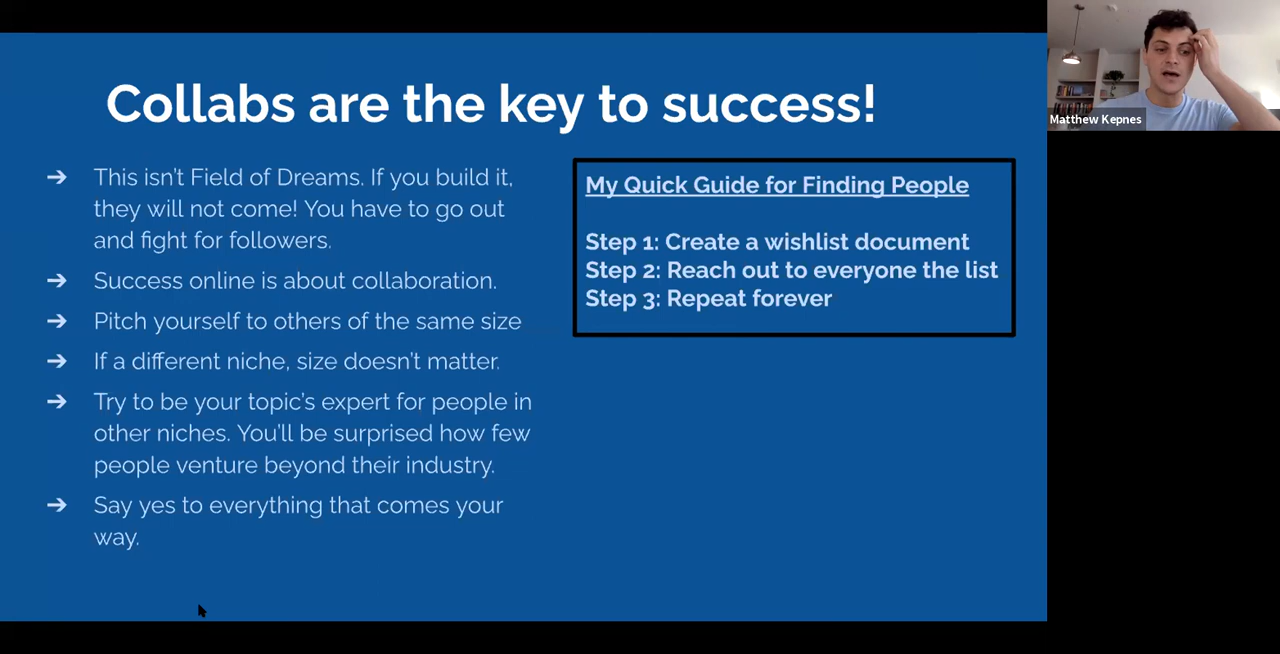 Collabs are the key to success!
➔ This isn't Field of Dreams. If you build it,
they will not come! You have to go out
and fight for followers.
➔ Success online is about collaboration.
➔ Pitch yourself to others of the same size
➔ If a different niche, size doesn't matter.
➔ Try to be your topic's expert for people in
other niches. You'll be surprised how few
people venture beyond their industry.
➔ Say yes to everything that comes your
way.
My Quick Guide for Finding People
Step 1: Create a wishlist document
Step 2: Reach out to everyone the list
Step 3: Repeat forever
Matthew Kepnes